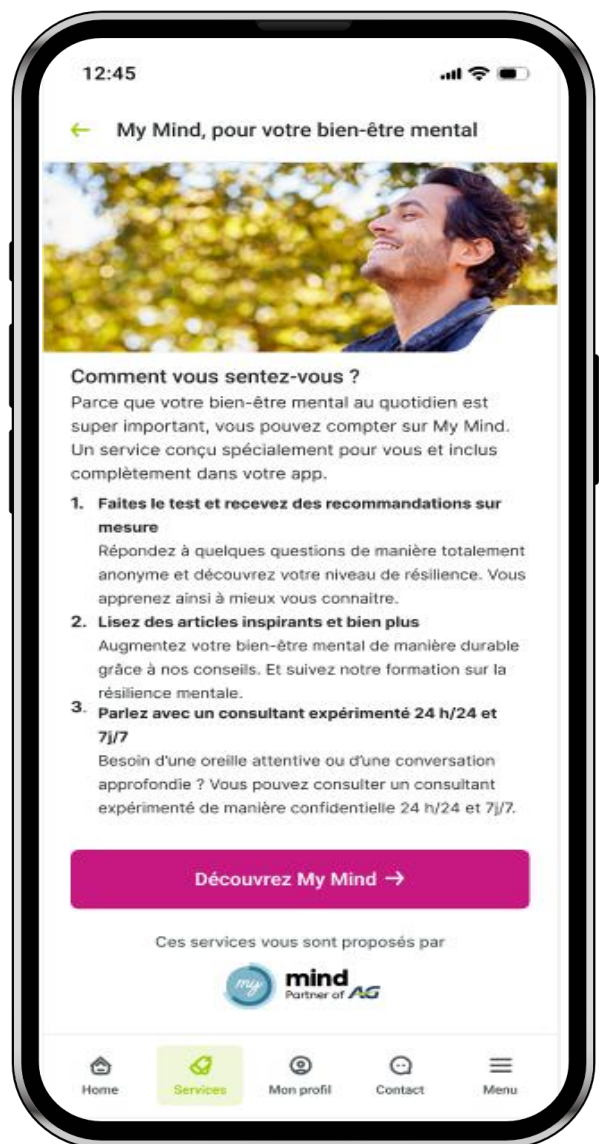 12:45
← My Mind, pour votre bien-être mental
Comment vous sentez-vous ?
Parce que votre bien-être mental au quotidien est
super important, vous pouvez compter sur My Mind.
Un service conçu spécialement pour vous et inclus
complètement dans votre app.
1. Faites le test et recevez des recommandations sur
mesure
Répondez à quelques questions de manière totalement
anonyme et découvrez votre niveau de résilience. Vous
apprenez ainsi à mieux vous connaitre.
2. Lisez des articles inspirants et bien plus
Augmentez votre bien-être mental de manière durable
grâce à nos conseils. Et suivez notre formation sur la
résilience mentale.
3. Parlez avec un consultant expérimenté 24 h/24 et
7j/7
Besoin d'une oreille attentive ou d'une conversation
approfondie ? Vous pouvez consulter un consultant
expérimenté de manière confidentielle 24 h/24 et 7j/7.
Découvrez My Mind →
Ces services vous sont proposés par
my mind
Partner of AG
Home Services Mon profil Contact Menu